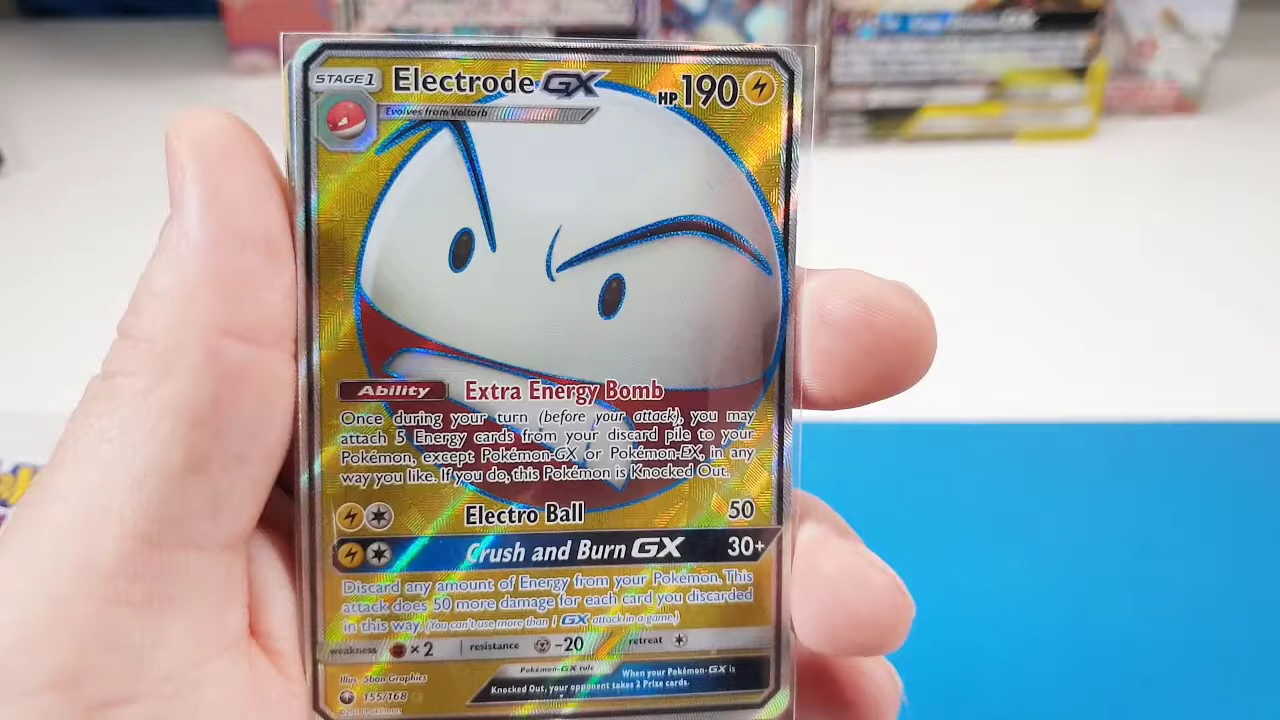 STAGE 1 Electrode GX HP 190
Evolves from Voltorb
Ability Extra Energy Bomb
Once during your turn (before your attack), you may
attach 5 Energy cards from your discard pile to your
Pokémon, except Pokémon-GX or Pokémon-EX, in any
way you like. If you do, this Pokémon is Knocked Out.
Electro Ball 50
Crush and Burn GX 30+
Discard any amount of Energy from your Pokémon. This
attack does 50 more damage for each card you discarded
in this way. (You can't use more than 1 GX attack in a game.)
weakness ×2 resistance -20 retreat
Pokémon-GX rule When your Pokémon-GX is
Knocked Out, your opponent takes 2 Prize cards.
Illus. 5ban Graphics
155/168